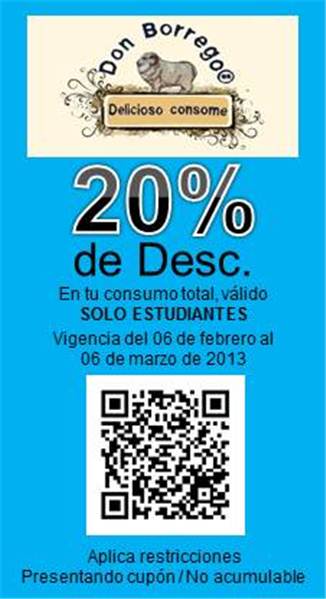 Don Borrego®
Delicioso consome
20%
de Desc.
En tu consumo total, válido
SOLO ESTUDIANTES
Vigencia del 06 de febrero al
06 de marzo de 2013
Aplica restricciones
Presentando cupón / No acumulable